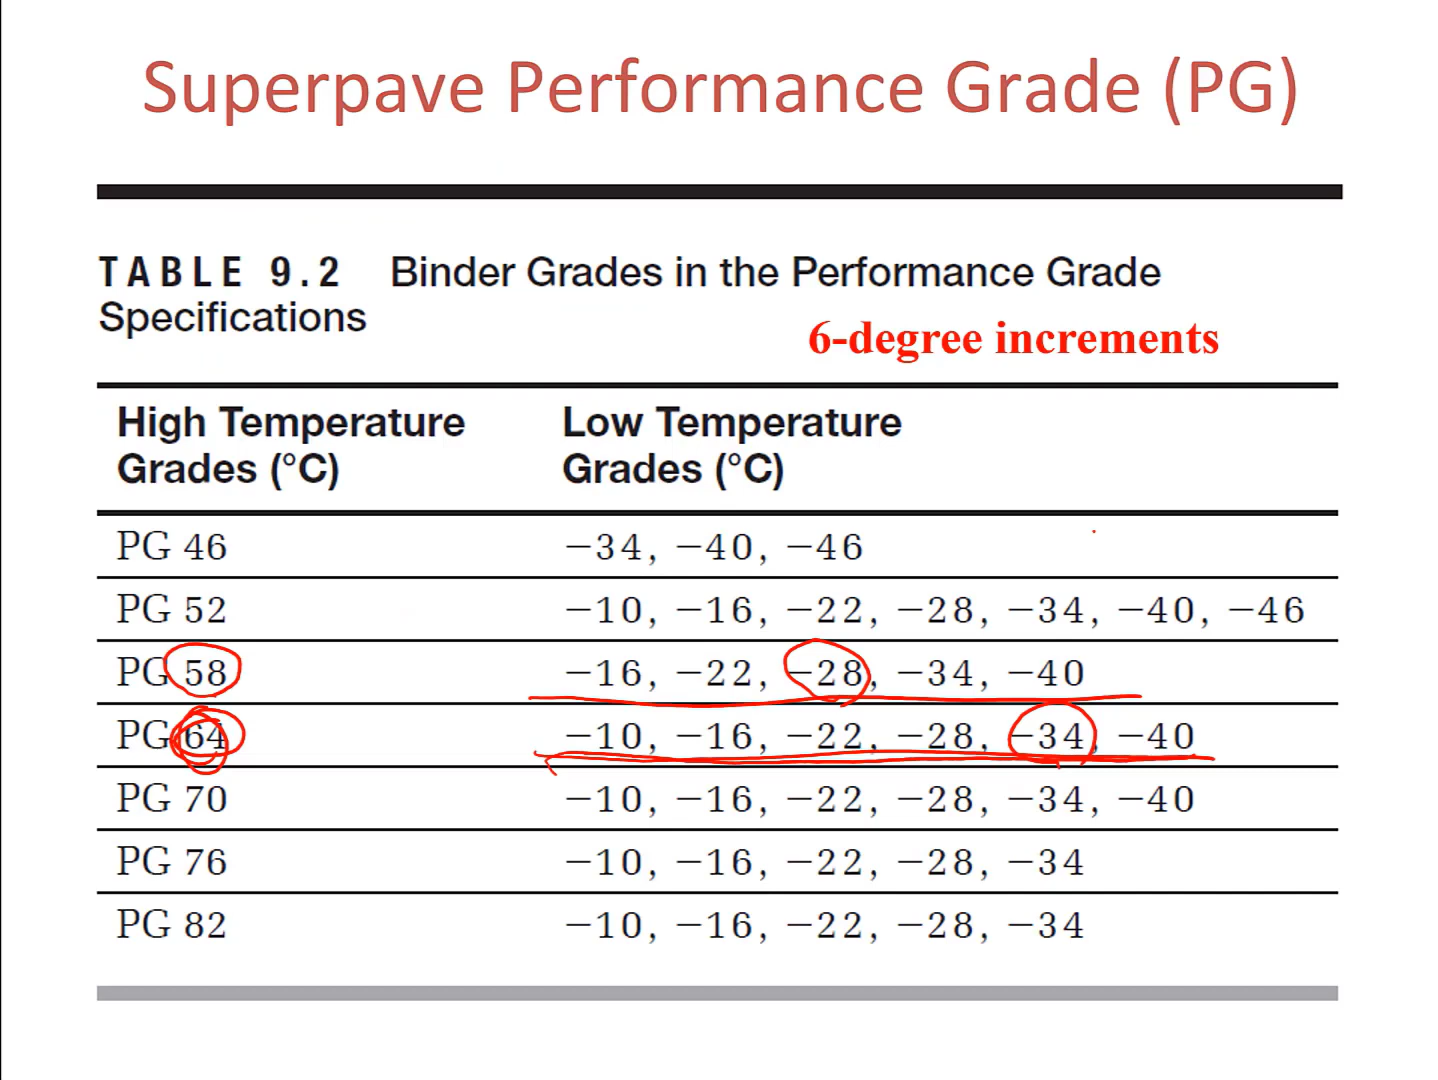 Superpave Performance Grade (PG)
TABLE 9.2 Binder Grades in the Performance Grade
Specifications
6-degree increments
High Temperature Grades (°C)
Low Temperature Grades (°C)
PG 46 −34, −40, −46
PG 52 −10, −16, −22, −28, −34, −40, −46
PG 58 −16, −22, −28, −34, −40
PG 64 −10, −16, −22, −28, −34, −40
PG 70 −10, −16, −22, −28, −34, −40
PG 76 −10, −16, −22, −28, −34
PG 82 −10, −16, −22, −28, −34